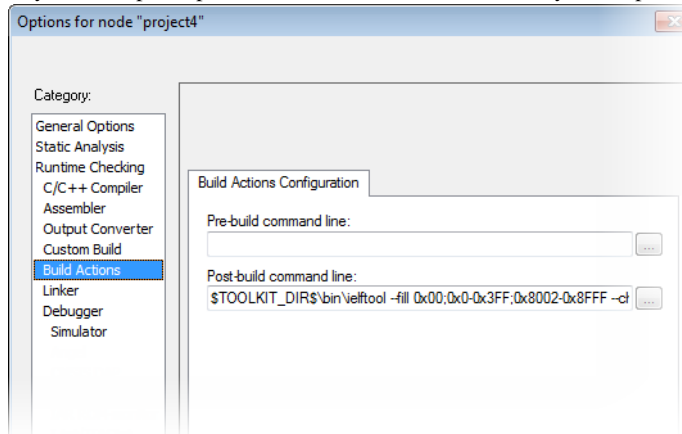 Options for node "project4"
Category:
General Options
Static Analysis
Runtime Checking
C/C++ Compiler
Assembler
Output Converter
Custom Build
Build Actions
Linker
Debugger
Simulator
Build Actions Configuration
Pre-build command line:
...
Post-build command line:
$TOOLKIT_DIR$\bin\ielftool --fill 0x00;0x0-0x3FF;0x8002-0x8FFF
...